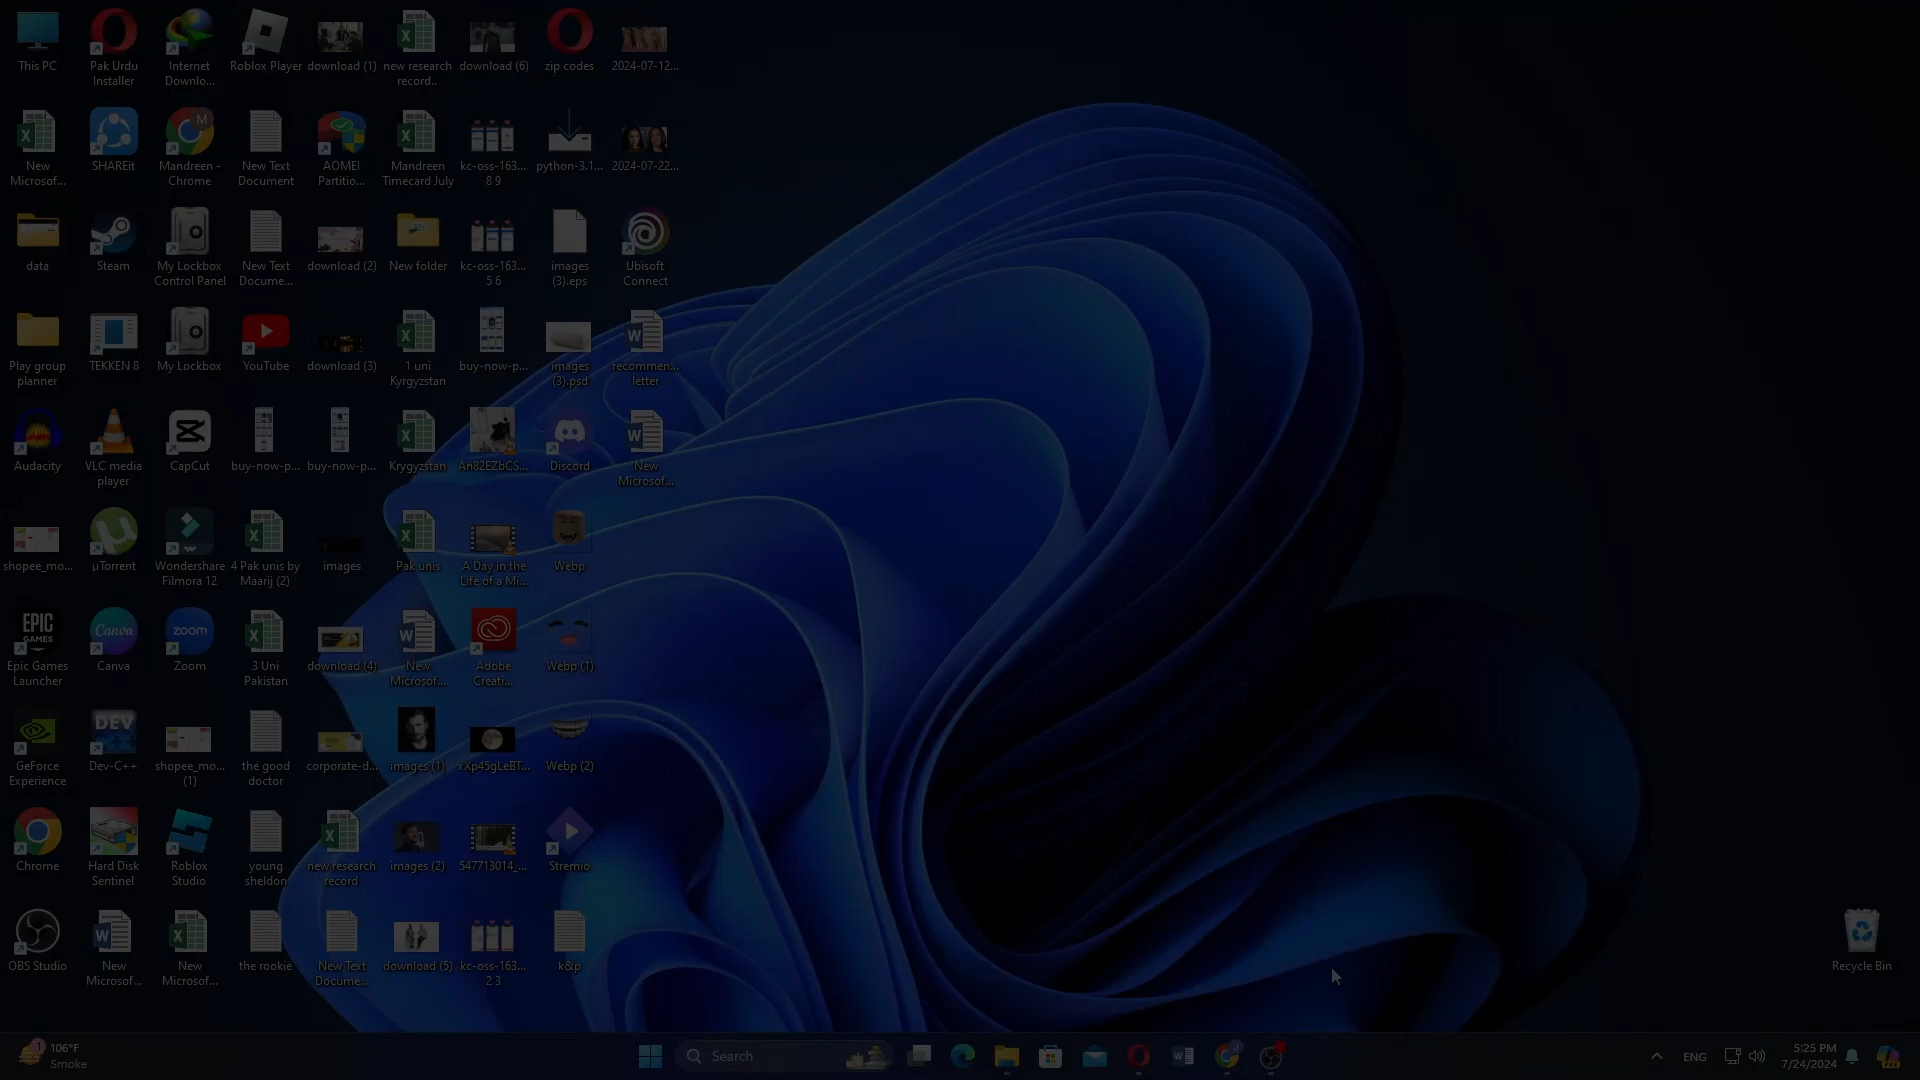 This PC
Pak Urdu
Installer
Internet
Downlo...
Roblox Player
download (1)
new research
record..
download (6)
zip codes
2024-07-12...
New
Microsof...
SHAREit
Mandreen -
Chrome
New Text
Document
AOMEI
Partitio...
Mandreen
Timecard July
kc-oss-163...
8 9
python-3.1...
2024-07-22...
data
Steam
My Lockbox
Control Panel
New Text
Docume...
download (2)
New folder
kc-oss-163...
5 6
images
(3).eps
Ubisoft
Connect
Play group
planner
TEKKEN 8
My Lockbox
YouTube
download (3)
1 uni
Kyrgyzstan
buy-now-p...
images
(3).psd
recommen...
letter
Audacity
VLC media
player
CapCut
buy-now-p...
buy-now-p...
Krygyzstan
An82EZbCS...
Discord
New
Microsof...
shopee_mo...
µTorrent
Wondershare
Filmora 12
4 Pak unis by
Maarij (2)
images
Pak unis
A Day in the
Life of a Mi...
Webp
EPIC
GAMES
Epic Games
Launcher
Canva
Canva
zoom
Zoom
3 Uni
Pakistan
download (4)
New
Microsof...
Adobe
Creati...
Webp (1)
GeForce
Experience
DEV
Dev-C++
shopee_mo...
(1)
the good
doctor
corporate-d...
images (1)
xXp45gLeBT...
Webp (2)
Chrome
Hard Disk
Sentinel
Roblox
Studio
young
sheldon
new research
record
images (2)
547713014_...
Stremio
OBS Studio
New
Microsof...
New
Microsof...
the rookie
New Text
Docume...
download (5)
kc-oss-163...
2 3
k&p
Recycle Bin
1
106°F
Smoke
Search
ENG
5:25 PM
7/24/2024